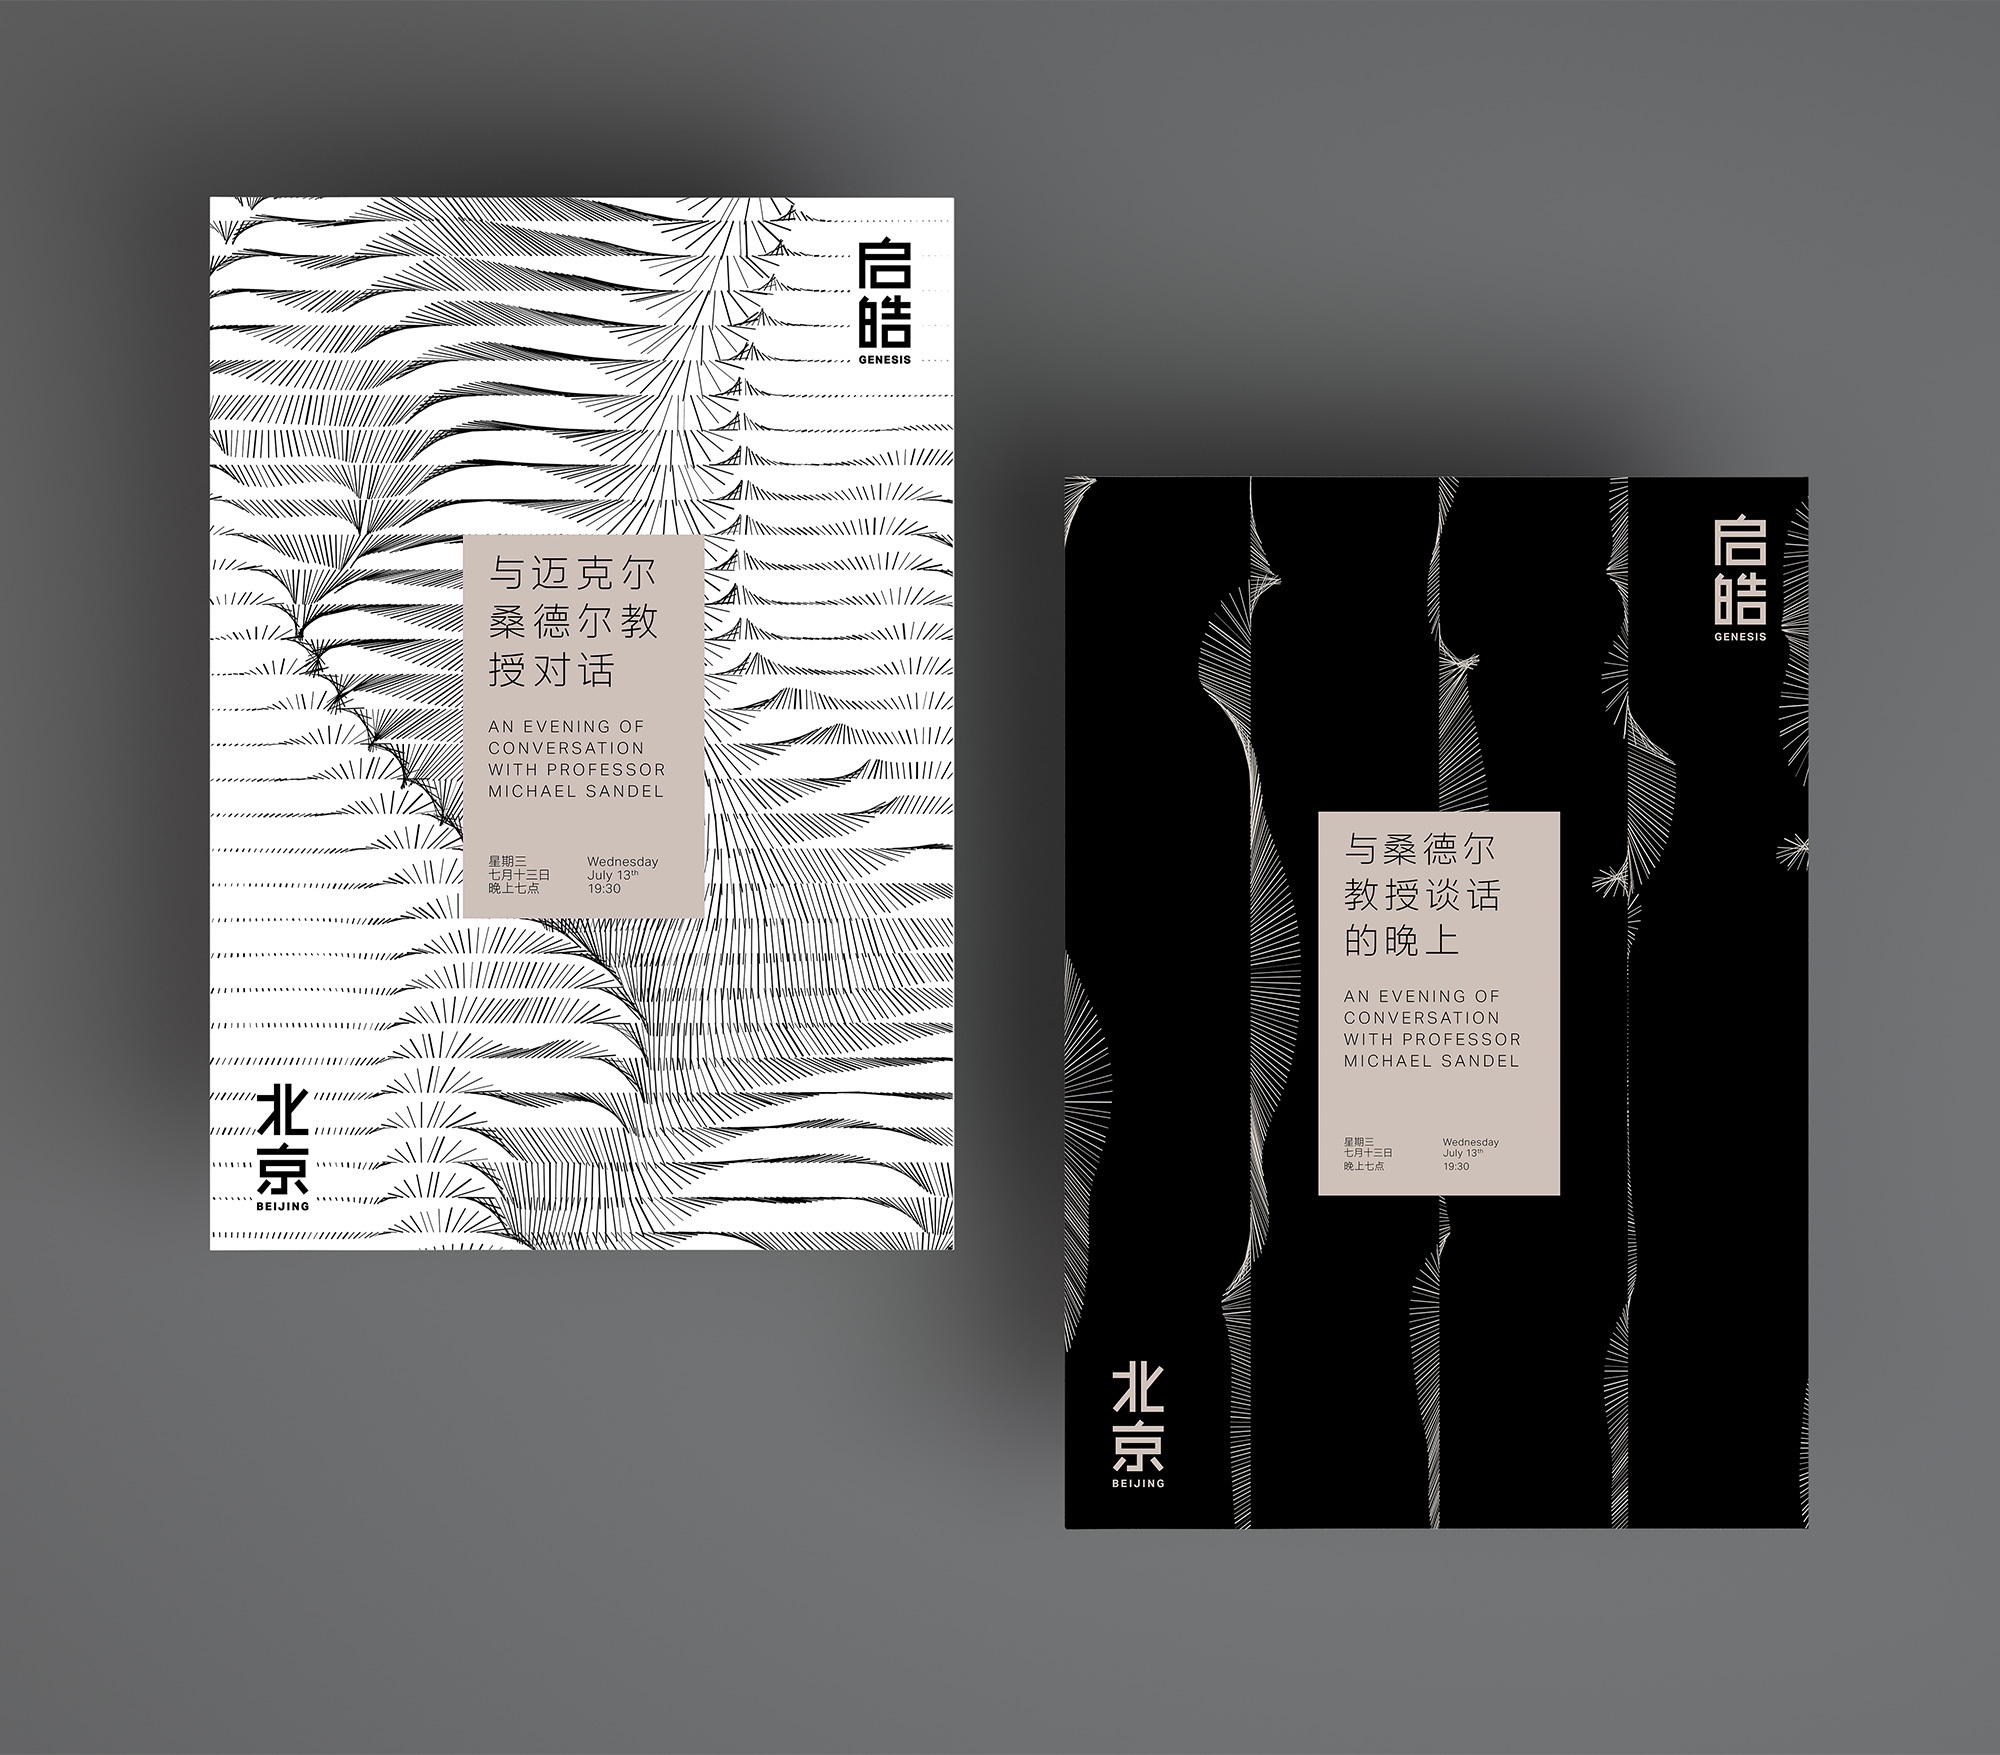 启
皓
GENESIS
与迈克尔
桑德尔教
授对话
AN EVENING OF
CONVERSATION
WITH PROFESSOR
MICHAEL SANDEL
星期三
七月十三日
晚上七点
Wednesday
July 13th
19:30
北
京
BEIJING
启
皓
GENESIS
与桑德尔
教授谈话
的晚上
AN EVENING OF
CONVERSATION
WITH PROFESSOR
MICHAEL SANDEL
星期三
七月十三日
晚上七点
Wednesday
July 13th
19:30
北
京
BEIJING